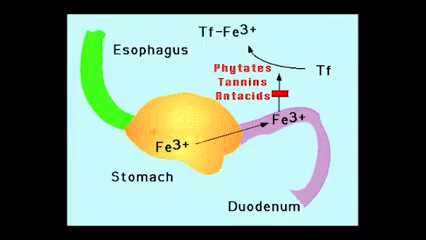 Tf-Fe3+
Esophagus
Phytates
Tannins
Antacids
Tf
Fe3+
Fe3+
Stomach
Duodenum